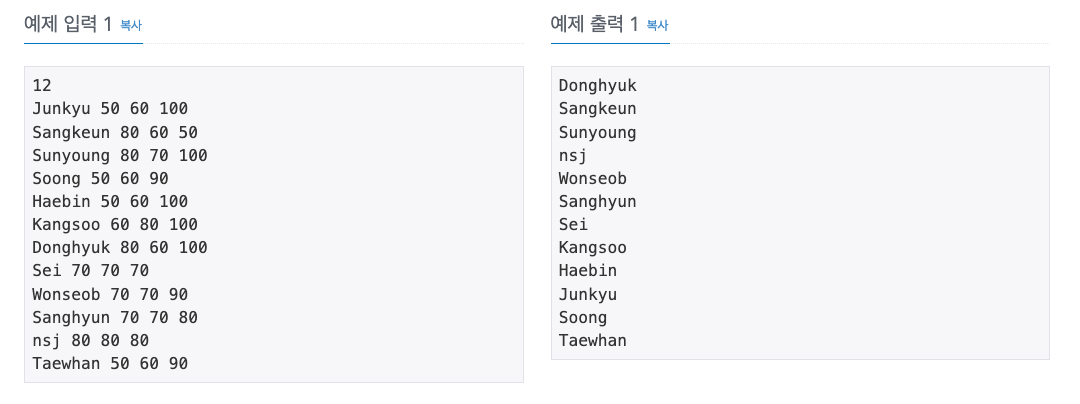 예제 입력 1 복사
12
Junkyu 50 60 100
Sangkeun 80 60 50
Sunyoung 80 70 100
Soong 50 60 90
Haebin 50 60 100
Kangsoo 60 80 100
Donghyuk 80 60 100
Sei 70 70 70
Wonseob 70 70 90
Sanghyun 70 70 80
nsj 80 80 80
Taewhan 50 60 90
예제 출력 1 복사
Donghyuk
Sangkeun
Sunyoung
nsj
Wonseob
Sanghyun
Sei
Kangsoo
Haebin
Junkyu
Soong
Taewhan